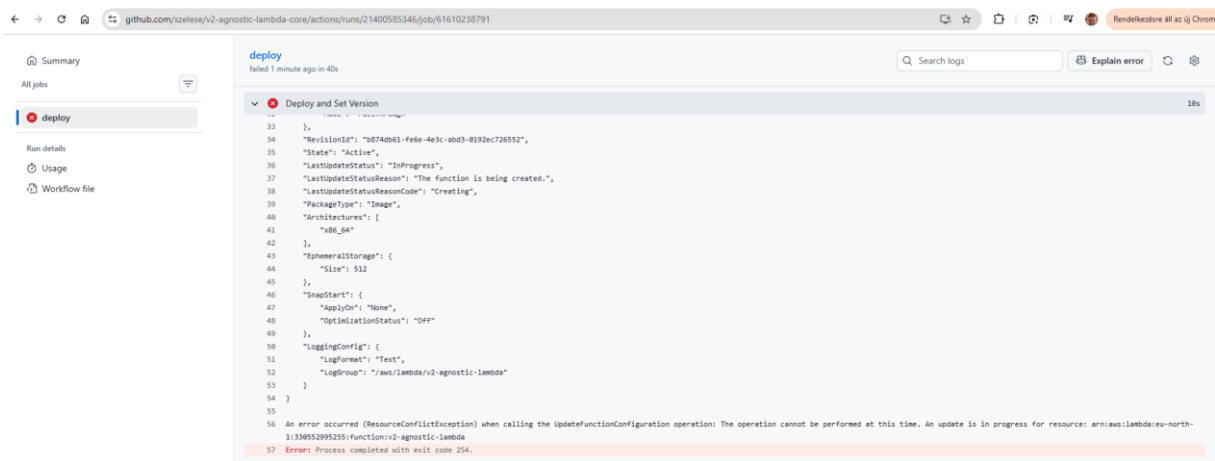 github.com/szelese/v2-agnostic-lambda-core/actions/runs/21400585346/job/61610238791
Rendelkezésre áll az új Chrom
Summary
All jobs
deploy
Run details
Usage
Workflow file
deploy
failed 1 minute ago in 40s
Search logs
Explain error
Deploy and Set Version
10s
33 },
34 "RevisionId": "b874db61-fe6e-4e3c-abd3-0192ec726552",
35 "State": "Active",
36 "LastUpdateStatus": "InProgress",
37 "LastUpdateStatusReason": "The function is being created.",
38 "LastUpdateStatusReasonCode": "Creating",
39 "PackageType": "Image",
40 "Architectures": [
41 "x86_64"
42 ],
43 "EphemeralStorage": {
44 "Size": 512
45 },
46 "SnapStart": {
47 "ApplyOn": "None",
48 "OptimizationStatus": "Off"
49 },
50 "LoggingConfig": {
51 "LogFormat": "Text",
52 "LogGroup": "/aws/lambda/v2-agnostic-lambda"
53 }
54 }
55
56 An error occurred (ResourceConflictException) when calling the UpdateFunctionConfiguration operation: The operation cannot be performed at this time. An update is in progress for resource: arn:aws:lambda:eu-north-
1:330552995255:function:v2-agnostic-lambda
57 Error: Process completed with exit code 254.